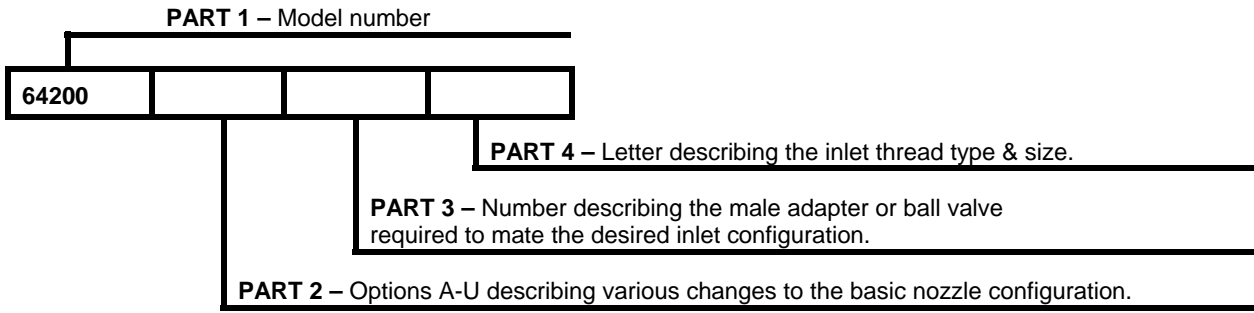 PART 1 – Model number
64200
PART 4 – Letter describing the inlet thread type & size.
PART 3 – Number describing the male adapter or ball valve
required to mate the desired inlet configuration.
PART 2 – Options A-U describing various changes to the basic nozzle configuration.